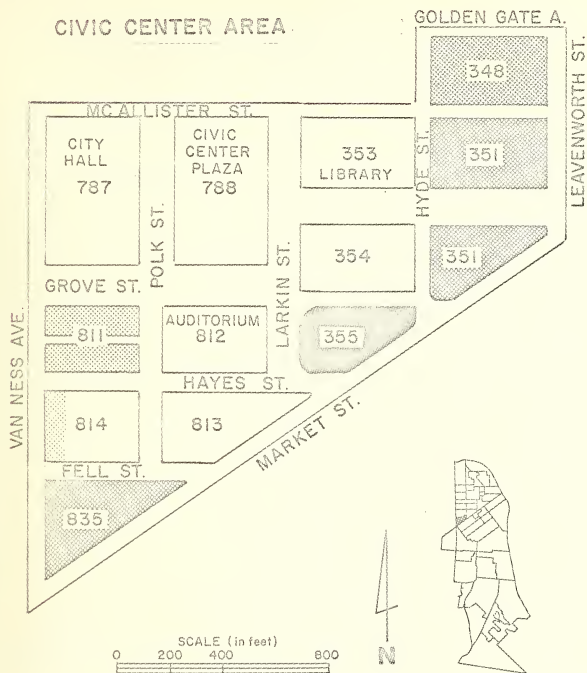 GOLDEN GATE A.
CIVIC CENTER AREA
348
LEAVENWORTH ST.
MC ALLISTER ST.
CITY
HALL
787
CIVIC
CENTER
PLAZA
788
353
LIBRARY
HYDE ST.
351
POLK ST.
LARKIN ST.
354
351
GROVE ST.
VAN NESS AVE.
811
AUDITORIUM
812
355
HAYES ST.
814
813
MARKET ST.
FELL ST.
835
SCALE (in feet)
0 200 400 800
N